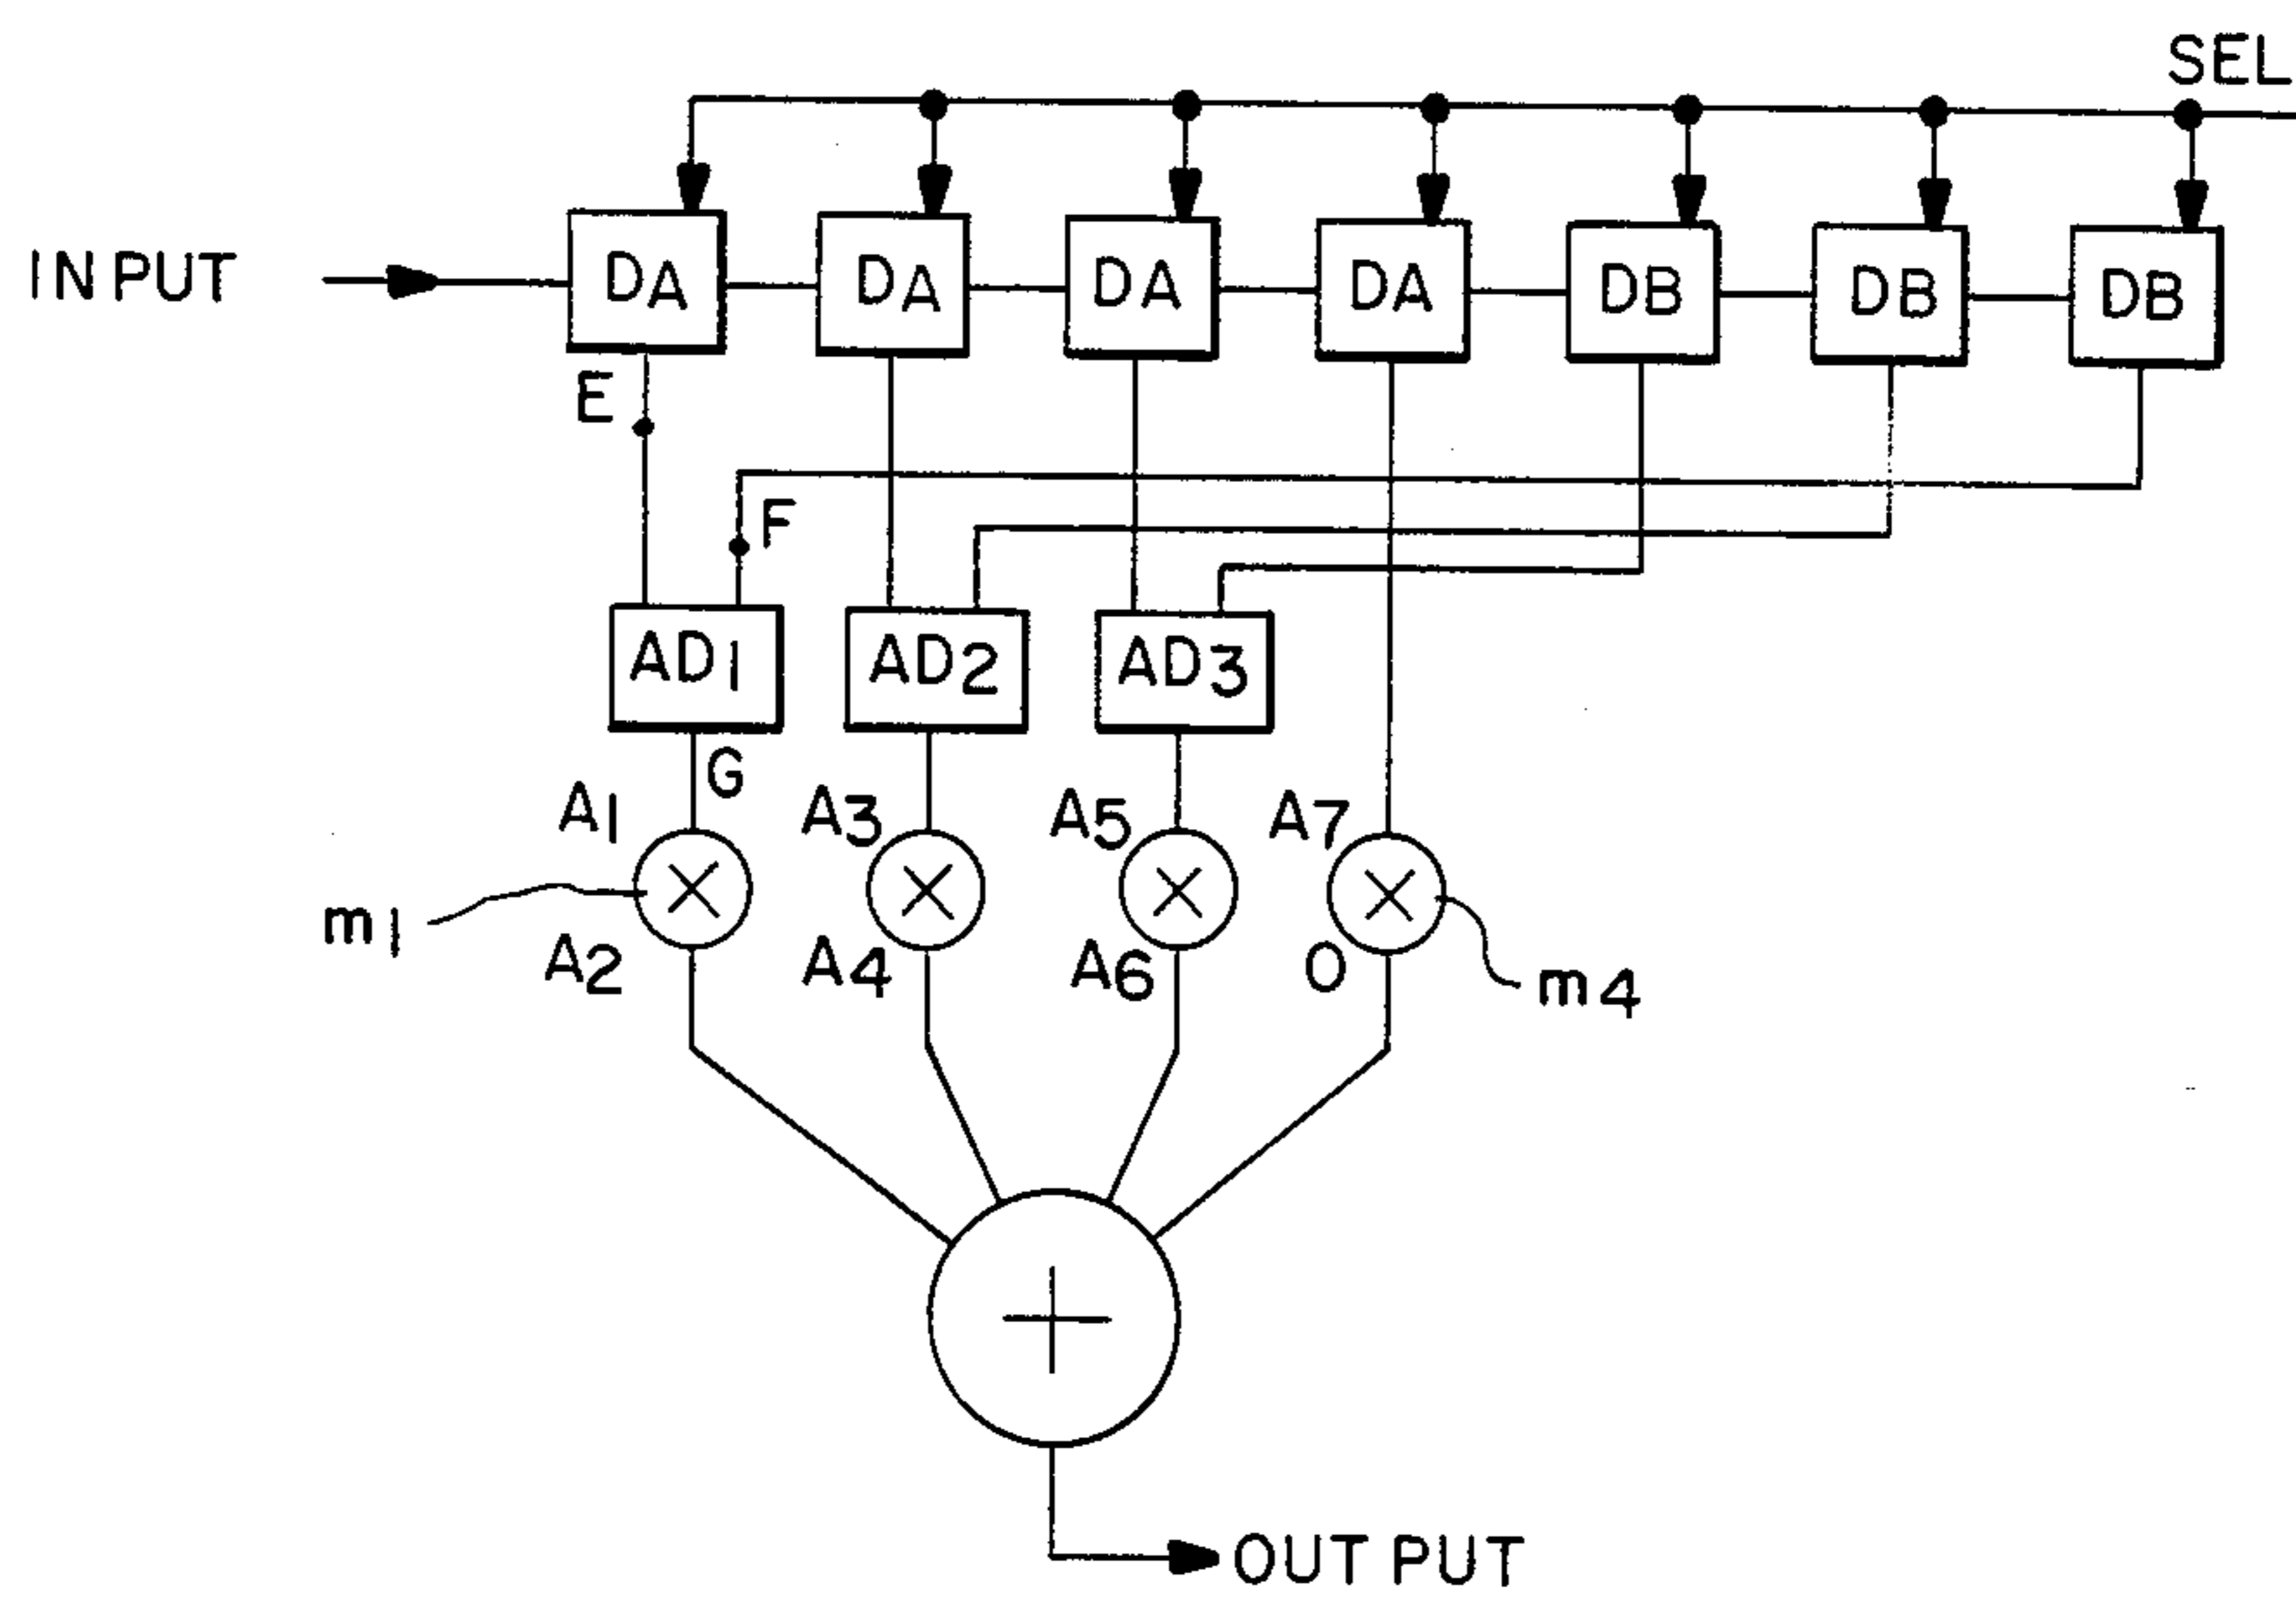 SEL
INPUT DA DA DA DA DB DB DB
E
F
AD1 AD2 AD3
G
A1 A3 A5 A7
m1 m4
A2 A4 A6 0
OUTPUT